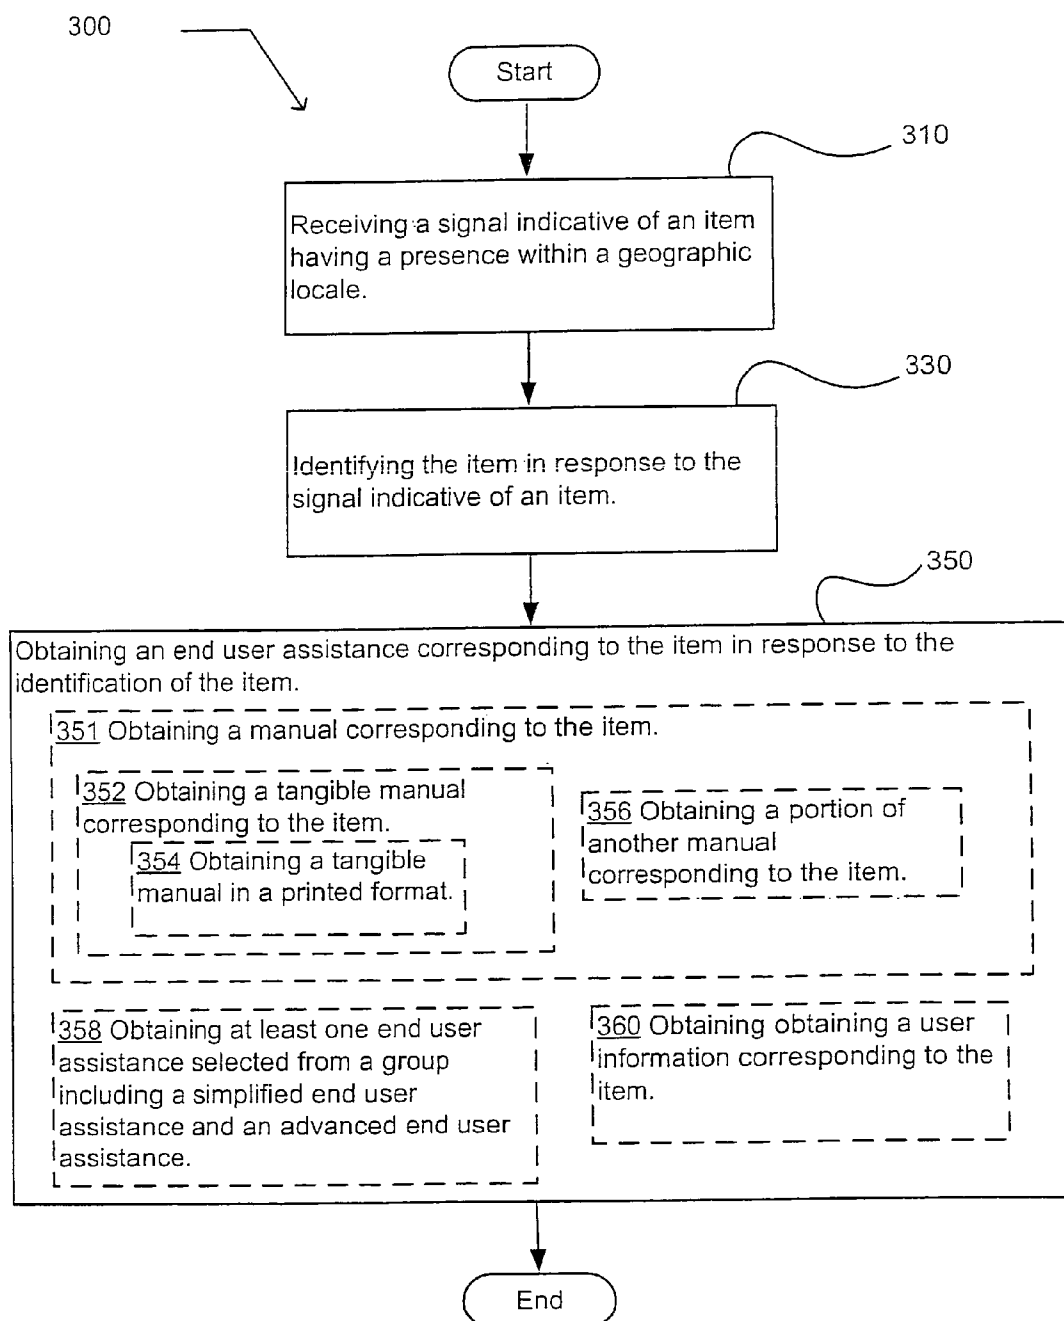 300
Start
310
Receiving a signal indicative of an item
having a presence within a geographic
locale.
330
Identifying the item in response to the
signal indicative of an item.
350
Obtaining an end user assistance corresponding to the item in response to the
identification of the item.
351 Obtaining a manual corresponding to the item.
352 Obtaining a tangible manual
corresponding to the item.
354 Obtaining a tangible
manual in a printed format.
356 Obtaining a portion of
another manual
corresponding to the item.
358 Obtaining at least one end user
assistance selected from a group
including a simplified end user
assistance and an advanced end user
assistance.
360 Obtaining obtaining a user
information corresponding to the
item.
End